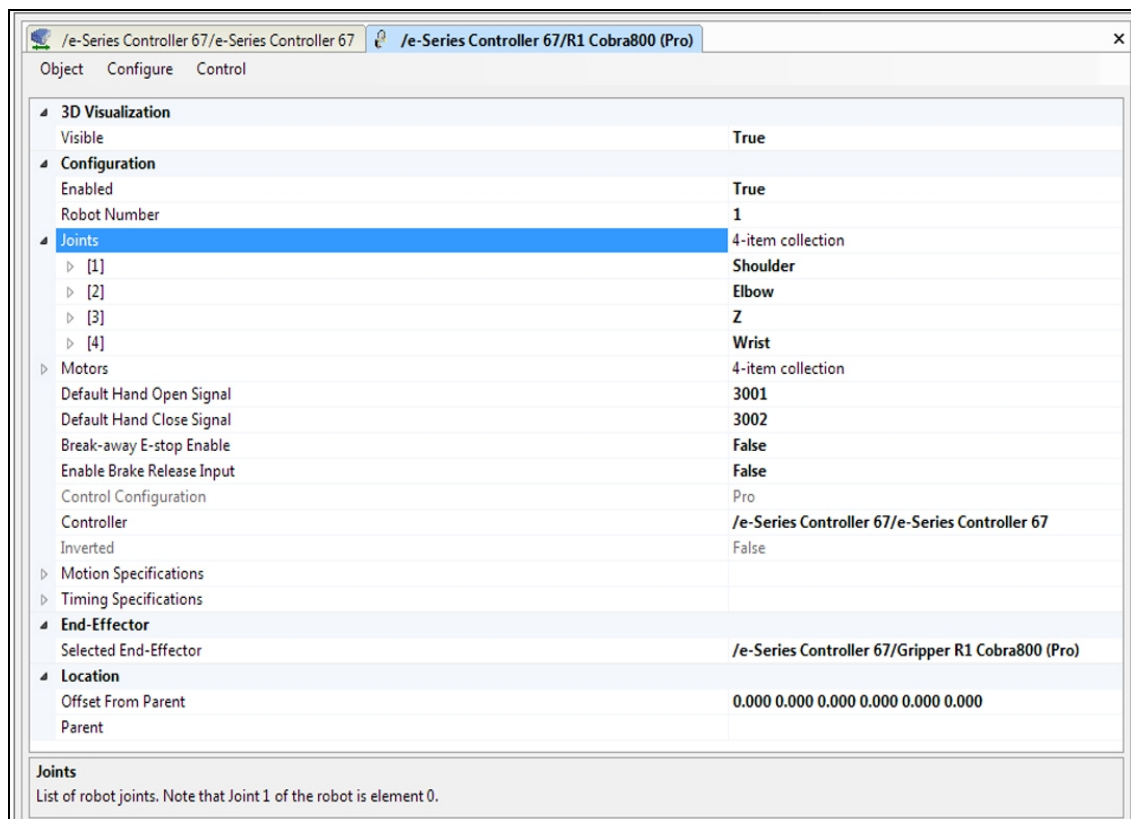 /e-Series Controller 67/e-Series Controller 67 /e-Series Controller 67/R1 Cobra800 (Pro)
Object Configure Control
3D Visualization
Visible True
Configuration
Enabled True
Robot Number 1
Joints 4-item collection
[1] Shoulder
[2] Elbow
[3] Z
[4] Wrist
Motors 4-item collection
Default Hand Open Signal 3001
Default Hand Close Signal 3002
Break-away E-stop Enable False
Enable Brake Release Input False
Control Configuration Pro
Controller /e-Series Controller 67/e-Series Controller 67
Inverted False
Motion Specifications
Timing Specifications
End-Effector
Selected End-Effector /e-Series Controller 67/Gripper R1 Cobra800 (Pro)
Location
Offset From Parent 0.000 0.000 0.000 0.000 0.000 0.000
Parent
Joints
List of robot joints. Note that Joint 1 of the robot is element 0.